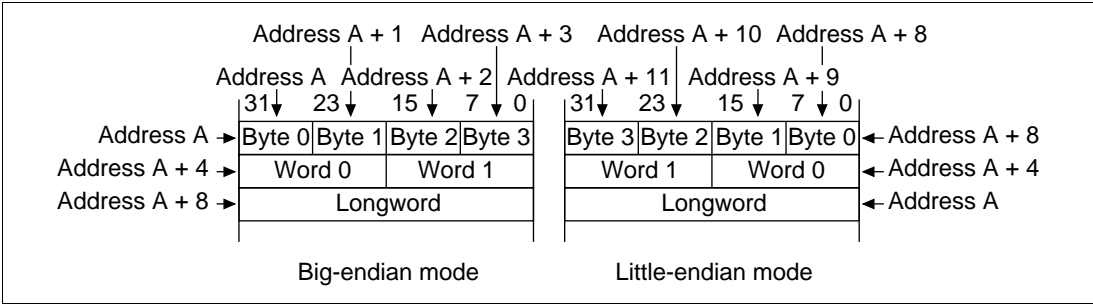 Address A + 1 Address A + 3 Address A + 10 Address A + 8
Address A Address A + 2 Address A + 11 Address A + 9
31 23 15 7 0 31 23 15 7 0
Address A Byte 0 Byte 1 Byte 2 Byte 3 Byte 3 Byte 2 Byte 1 Byte 0 Address A + 8
Address A + 4 Word 0 Word 1 Word 1 Word 0 Address A + 4
Address A + 8 Longword Longword Address A
Big-endian mode Little-endian mode